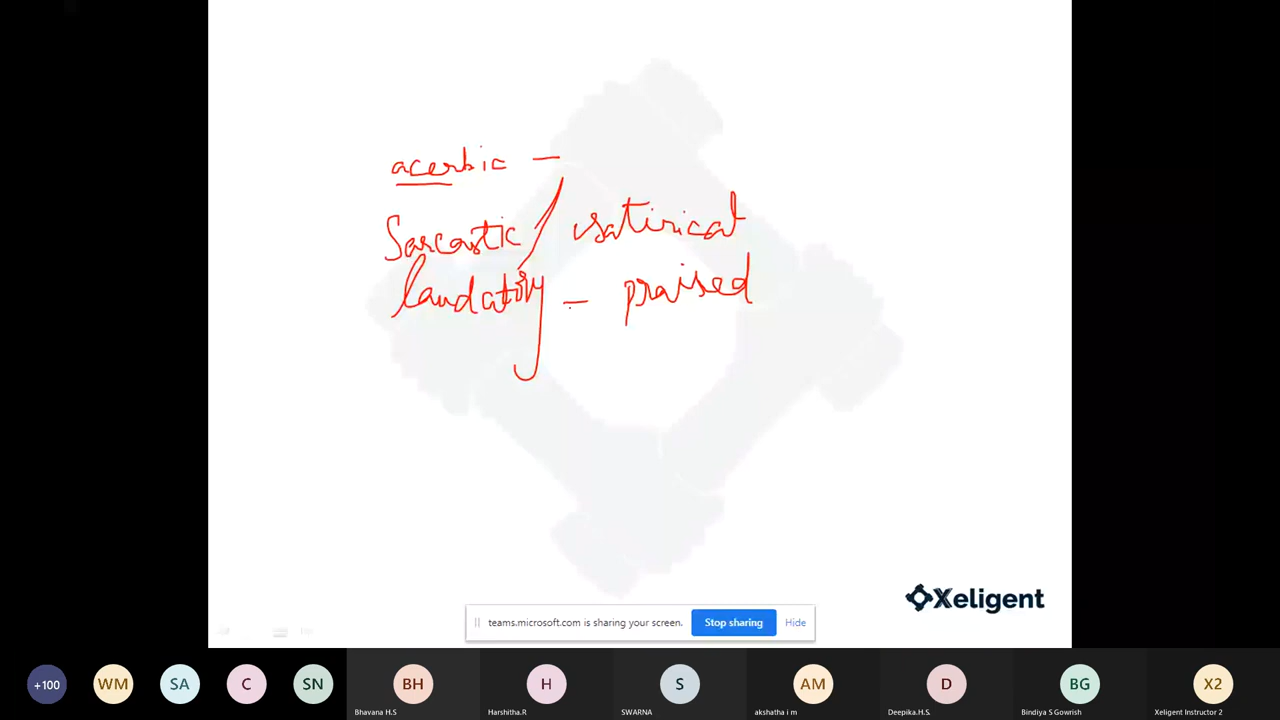 acerbic –
Sarcastic / satirical
laudatory – praised
Xeligent
teams.microsoft.com is sharing your screen. Stop sharing Hide
+100 WM SA C SN BH H S AM D BG X2
Bhavana H.S Harshitha.R SWARNA akshatha i m Deepika.H.S. Bindiya S Gowrish Xeligent Instructor 2